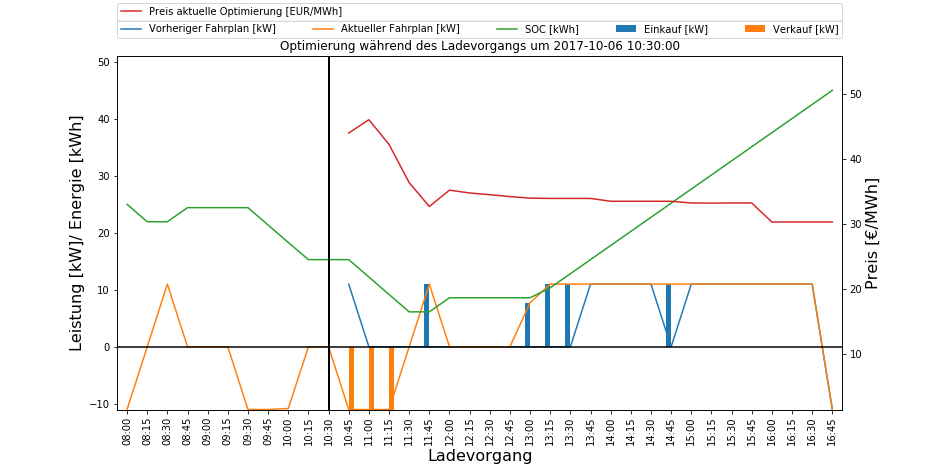 Preis aktuelle Optimierung [EUR/MWh]
Vorheriger Fahrplan [kW] Aktueller Fahrplan [kW] SOC [kWh] Einkauf [kW] Verkauf [kW]
Optimierung während des Ladevorgangs um 2017-10-06 10:30:00
Leistung [kW]/ Energie [kWh]
50
40
30
20
10
0
−10
Preis [€/MWh]
50
40
30
20
10
08:00 08:15 08:30 08:45 09:00 09:15 09:30 09:45 10:00 10:15 10:30 10:45 11:00 11:15 11:30 11:45 12:00 12:15 12:30 12:45 13:00 13:15 13:30 13:45 14:00 14:15 14:30 14:45 15:00 15:15 15:30 15:45 16:00 16:15 16:30 16:45
Ladevorgang